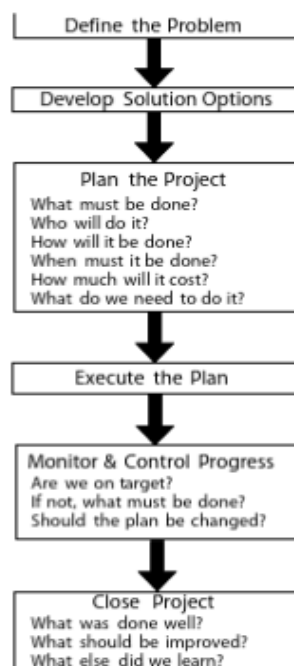 Define the Problem
Develop Solution Options
Plan the Project
What must be done?
Who will do it?
How will it be done?
When must it be done?
How much will it cost?
What do we need to do it?
Execute the Plan
Monitor & Control Progress
Are we on target?
If not, what must be done?
Should the plan be changed?
Close Project
What was done well?
What should be improved?
What else did we learn?